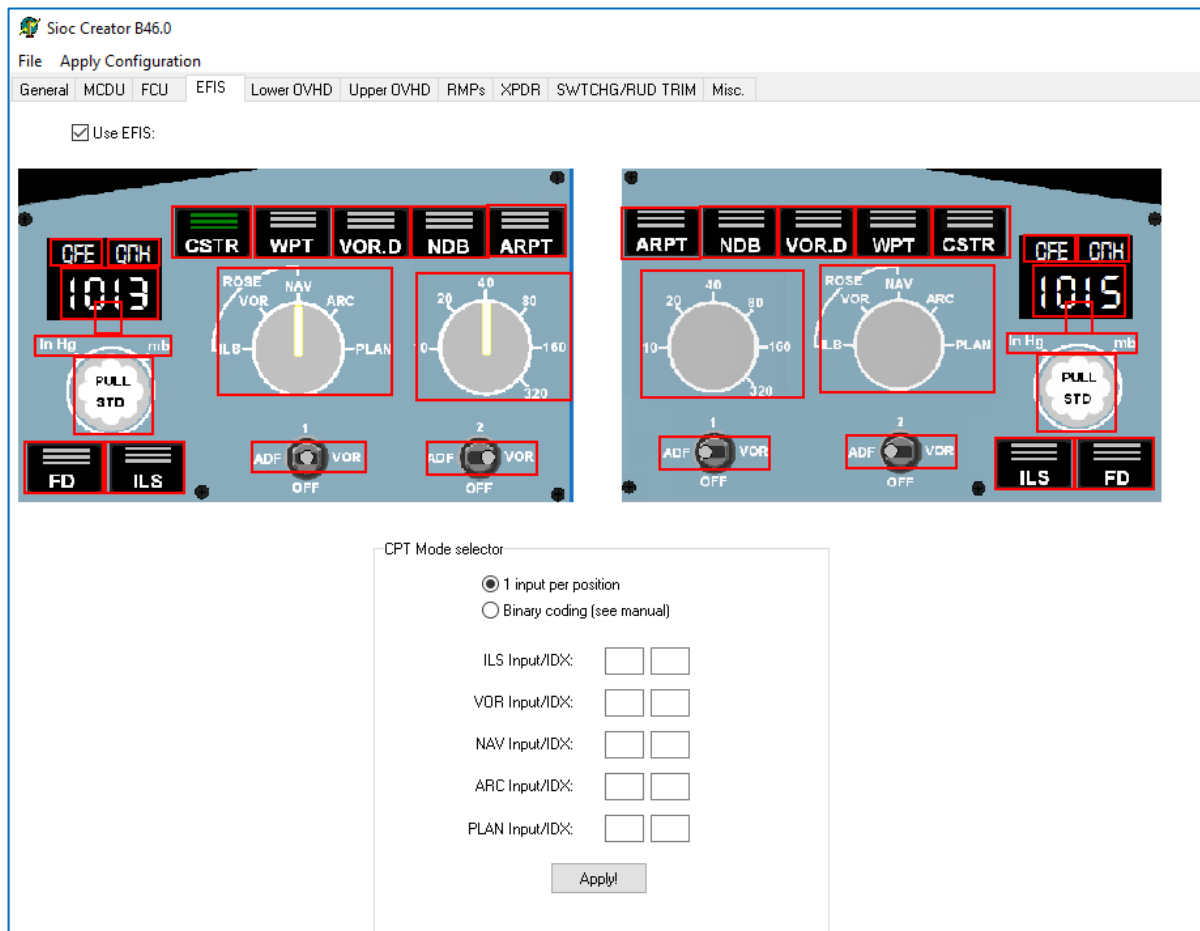 Sioc Creator B46.0
File Apply Configuration
General MCDU FCU EFIS Lower OVHD Upper OVHD RMPs XPDR SWTCHG/RUD TRIM Misc.
Use EFIS:
CSTR WPT VOR.D NDB ARPT
QFE QNH
1013
In Hg mb
PULL
STD
FD ILS
ROSE
ILS VOR NAV ARC PLAN
10 20 40 80 160 320
1
ADF VOR
OFF
2
ADF VOR
OFF
ARPT NDB VOR.D WPT CSTR
10 20 40 80 160 320
ROSE
ILS VOR NAV ARC PLAN
QFE QNH
1015
In Hg mb
PULL
STD
1
ADF VOR
OFF
2
ADF VOR
OFF
ILS FD
CPT Mode selector
1 input per position
Binary coding (see manual)
ILS Input/IDX:
VOR Input/IDX:
NAV Input/IDX:
ARC Input/IDX:
PLAN Input/IDX:
Apply!